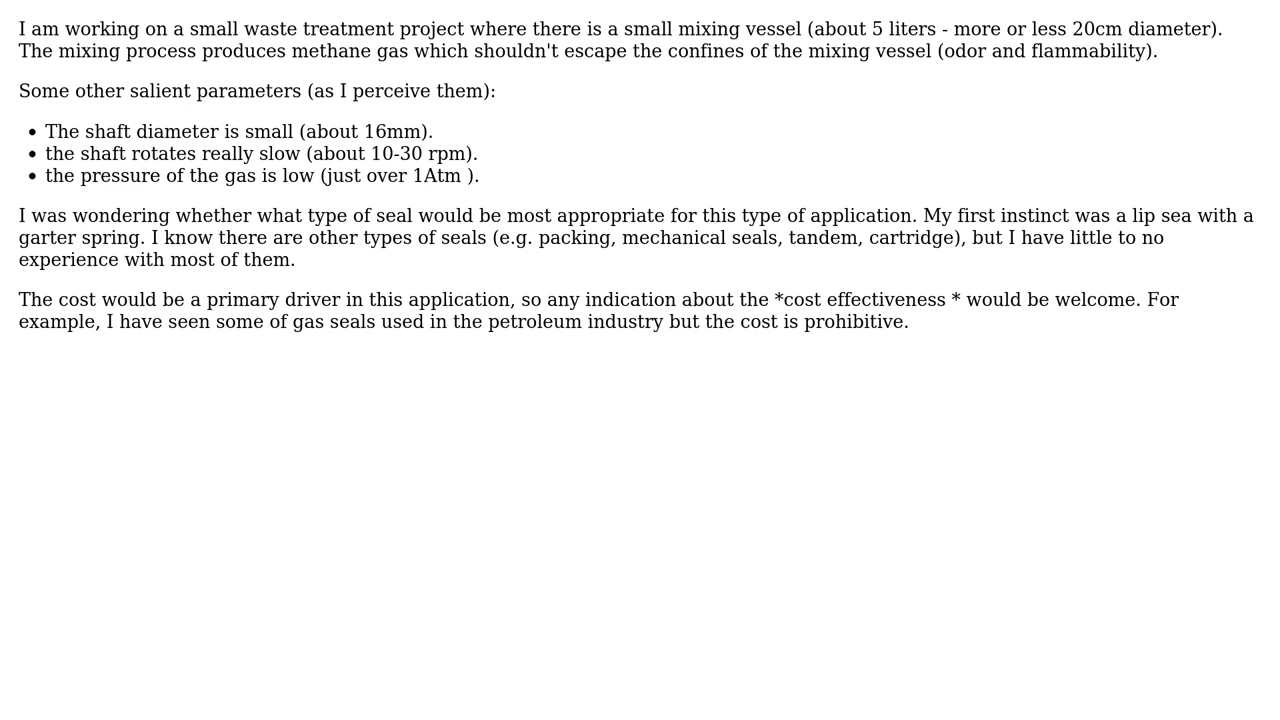 I am working on a small waste treatment project where there is a small mixing vessel (about 5 liters - more or less 20cm diameter).
The mixing process produces methane gas which shouldn't escape the confines of the mixing vessel (odor and flammability).
Some other salient parameters (as I perceive them):
• The shaft diameter is small (about 16mm).
• the shaft rotates really slow (about 10-30 rpm).
• the pressure of the gas is low (just over 1Atm ).
I was wondering whether what type of seal would be most appropriate for this type of application. My first instinct was a lip sea with a
garter spring. I know there are other types of seals (e.g. packing, mechanical seals, tandem, cartridge), but I have little to no
experience with most of them.
The cost would be a primary driver in this application, so any indication about the *cost effectiveness * would be welcome. For
example, I have seen some of gas seals used in the petroleum industry but the cost is prohibitive.